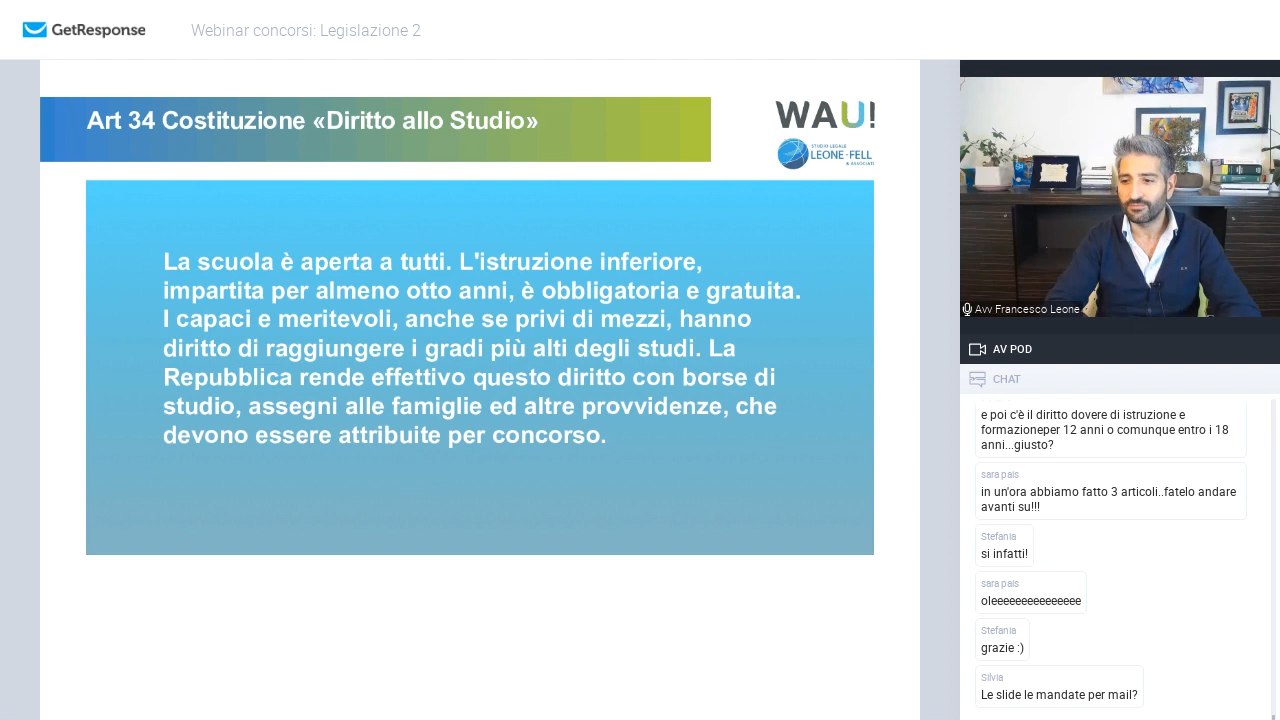 GetResponse
Webinar concorsi: Legislazione 2
Art 34 Costituzione «Diritto allo Studio»
WAU!
STUDIO LEGALE
LEONE-FELL
& ASSOCIATI
La scuola è aperta a tutti. L'istruzione inferiore,
impartita per almeno otto anni, è obbligatoria e gratuita.
I capaci e meritevoli, anche se privi di mezzi, hanno
diritto di raggiungere i gradi più alti degli studi. La
Repubblica rende effettivo questo diritto con borse di
studio, assegni alle famiglie ed altre provvidenze, che
devono essere attribuite per concorso.
Avv Francesco Leone
AV POD
CHAT
e poi c'è il diritto dovere di istruzione e
formazioneper 12 anni o comunque entro i 18
anni...giusto?
sara pais
in un'ora abbiamo fatto 3 articoli..fatelo andare
avanti su!!!
Stefania
si infatti!
sara pais
oleeeeeeeeeeeeeee
Stefania
grazie :)
Silvia
Le slide le mandate per mail?